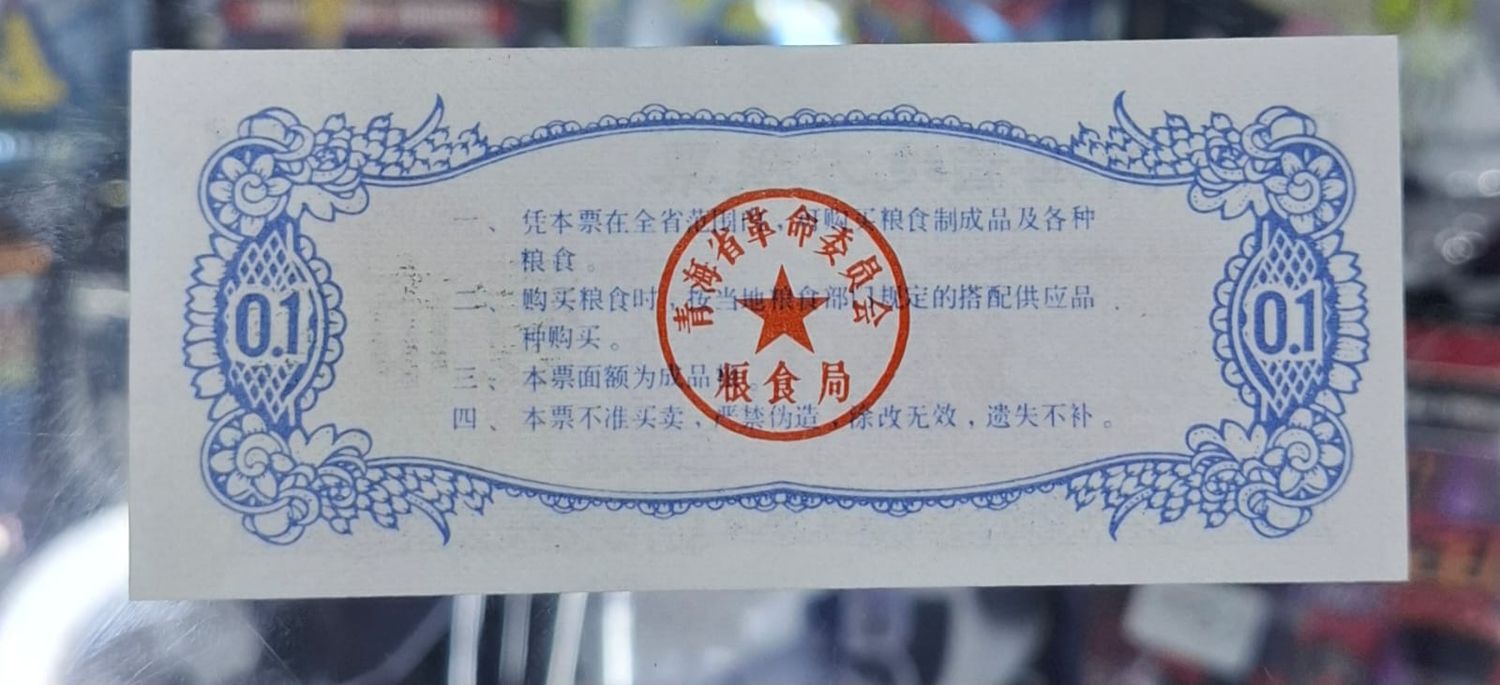 一、凭本票在全省范围内,可购买粮食制成品及各种
粮食。
二、购买粮食时,按当地粮食部门规定的搭配供应品
种购买。
三、本票面额为成品粮。
四、本票不准买卖,严禁伪造,涂改无效,遗失不补。
青海省革命委员会
粮食局
0.1
0.1